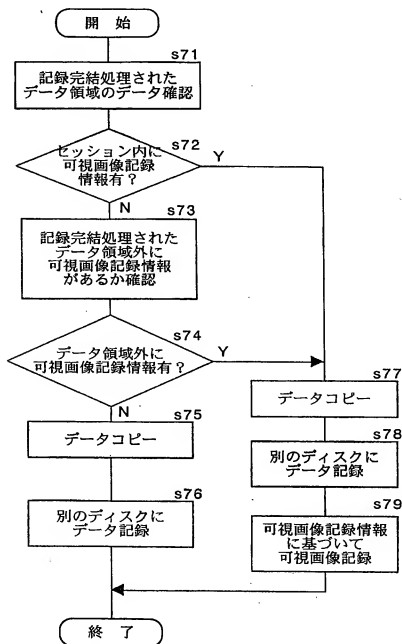 開 始
s71
記録完結処理された
データ領域のデータ確認
s72
セッション内に
可視画像記録
情報有？
Y
N
s73
記録完結処理された
データ領域外に
可視画像記録情報
があるか確認
s74
データ領域外に
可視画像記録情報有？
Y
N
s75
データコピー
s76
別のディスクに
データ記録
s77
データコピー
s78
別のディスクに
データ記録
s79
可視画像記録情報
に基づいて
可視画像記録
終 了